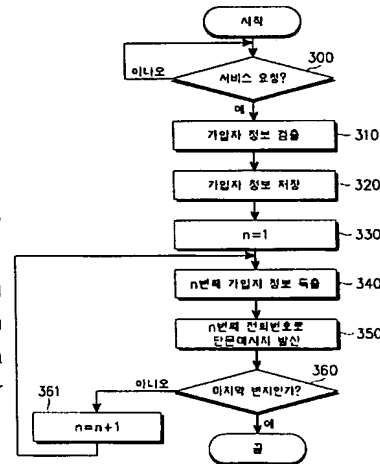 시작
300
서비스 요청?
아니오
예
가입자 정보 검출
310
가입자 정보 저장
320
n=1
330
n번째 가입자 정보 독출
340
n번째 전화번호로
단문메시지 발신
350
360
마지막 번지인가?
아니오
361
n=n+1
예
끝